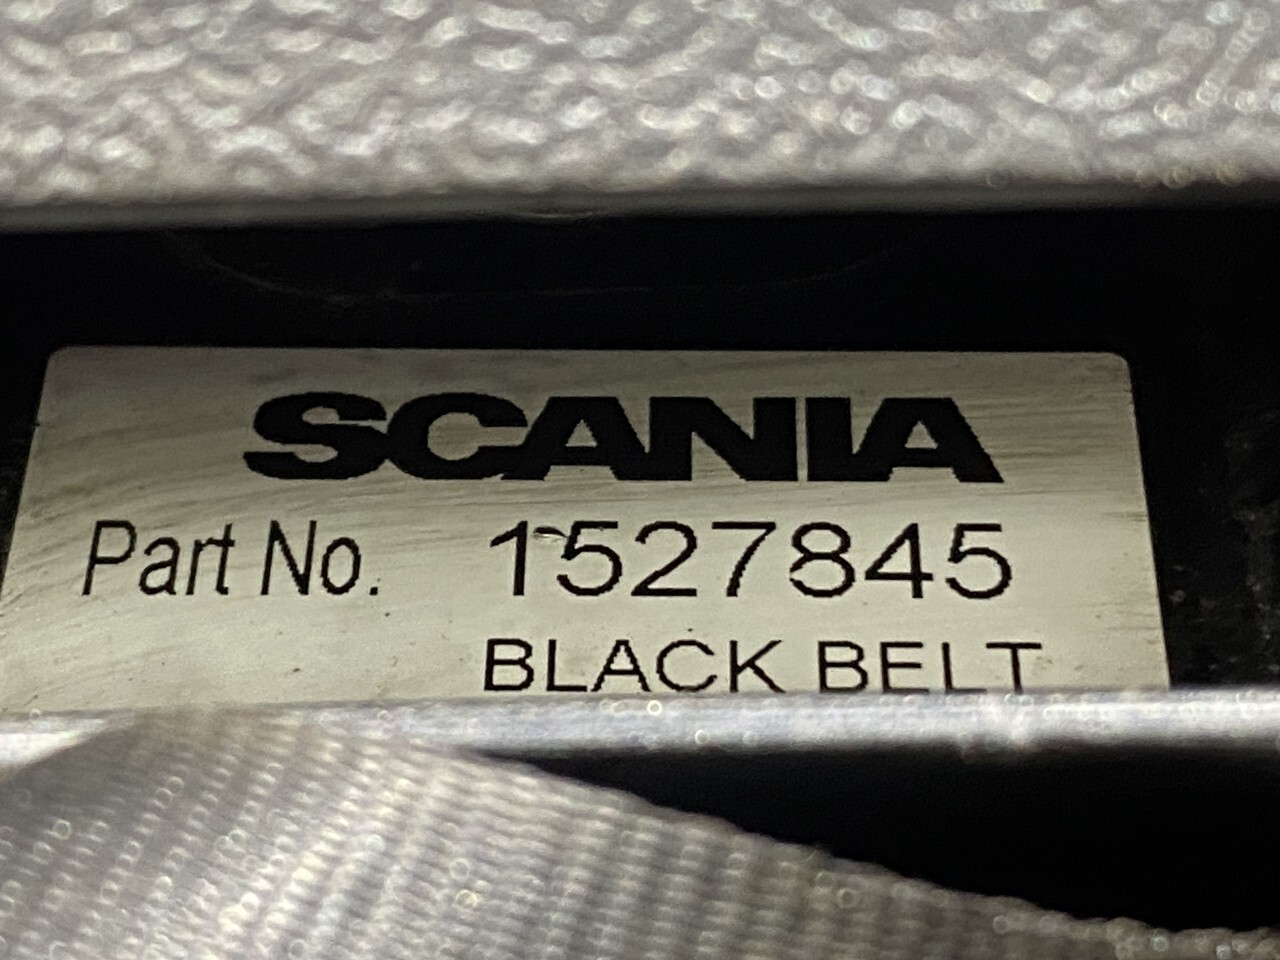 SCANIA
Part No. 1527845
BLACK BELT